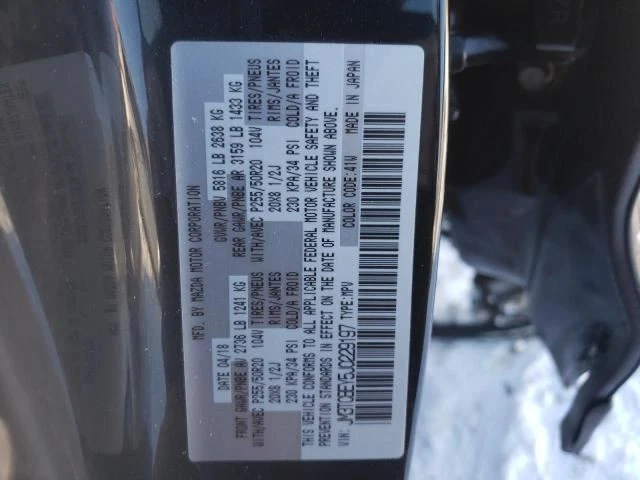 MFD. BY MAZDA MOTOR CORPORATION
DATE 04/18 GVWR/PNBV 5816 LB 2638 KG
FRONT GAWR/PNBE AV 2736 LB 1241 KG REAR GAWR/PNBE AR 3159 LB 1433 KG
WITH/AVEC P255/50R20 104V TIRES/PNEUS WITH/AVEC P255/50R20 104V TIRES/PNEUS
20X8 1/2J RIMS/JANTES 20X8 1/2J RIMS/JANTES
230 KPA/34 PSI COLD/A FROID 230 KPA/34 PSI COLD/A FROID
THIS VEHICLE CONFORMS TO ALL APPLICABLE FEDERAL MOTOR VEHICLE SAFETY AND THEFT
PREVENTION STANDARDS IN EFFECT ON THE DATE OF MANUFACTURE SHOWN ABOVE.
VIN: JM3TCBEY5J0229197 TYPE:MPV COLOR CODE:41W MADE IN JAPAN